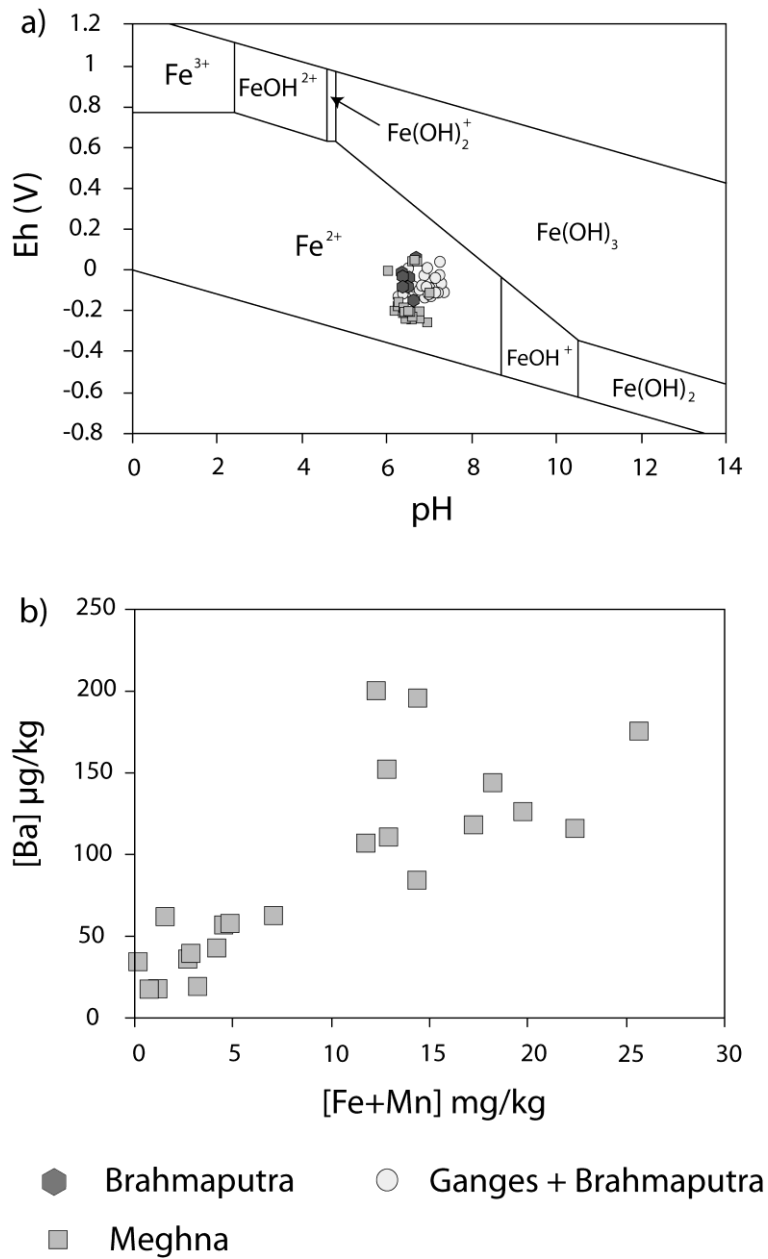 a)
1.2
1
0.8
0.6
0.4
0.2
0
-0.2
-0.4
-0.6
-0.8
Eh (V)
Fe³⁺
FeOH²⁺
Fe(OH)₂⁺
Fe²⁺
Fe(OH)₃
FeOH⁺
Fe(OH)₂
0 2 4 6 8 10 12 14
pH
b)
250
200
150
100
50
0
[Ba] µg/kg
0 5 10 15 20 25 30
[Fe+Mn] mg/kg
Brahmaputra
Ganges + Brahmaputra
Meghna